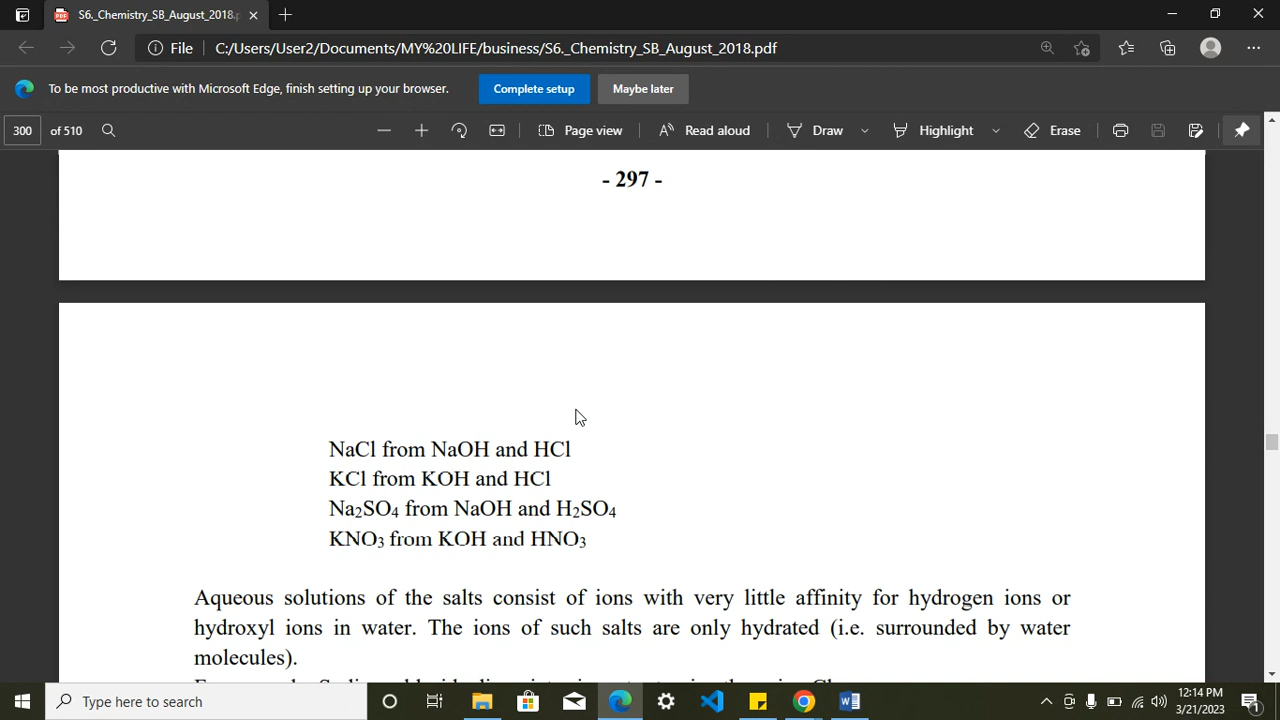 S6._Chemistry_SB_August_2018.p
File C:/Users/User2/Documents/MY%20LIFE/business/S6._Chemistry_SB_August_2018.pdf
To be most productive with Microsoft Edge, finish setting up your browser. Complete setup Maybe later
300 of 510 Page view Read aloud Draw Highlight Erase
- 297 -
NaCl from NaOH and HCl
KCl from KOH and HCl
Na₂SO₄ from NaOH and H₂SO₄
KNO₃ from KOH and HNO₃
Aqueous solutions of the salts consist of ions with very little affinity for hydrogen ions or
hydroxyl ions in water. The ions of such salts are only hydrated (i.e. surrounded by water
molecules).
Type here to search
12:14 PM
3/21/2023
1